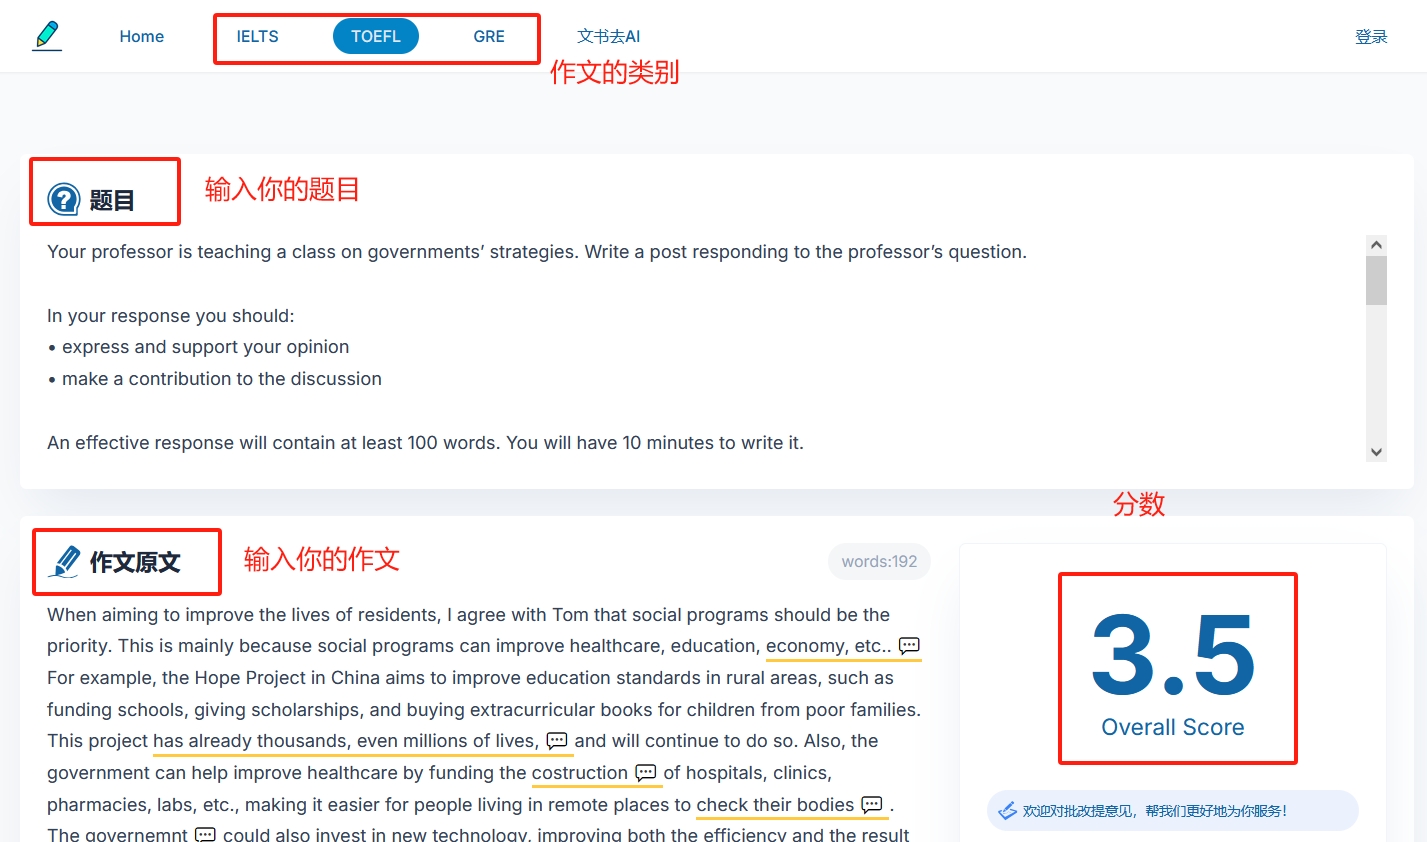 Home
IELTS
TOEFL
GRE
文书去AI
登录
作文的类别
题目
输入你的题目
Your professor is teaching a class on governments’ strategies. Write a post responding to the professor’s question.
In your response you should:
• express and support your opinion
• make a contribution to the discussion
An effective response will contain at least 100 words. You will have 10 minutes to write it.
分数
作文原文
输入你的作文
words:192
When aiming to improve the lives of residents, I agree with Tom that social programs should be the
priority. This is mainly because social programs can improve healthcare, education, economy, etc..
For example, the Hope Project in China aims to improve education standards in rural areas, such as
funding schools, giving scholarships, and buying extracurricular books for children from poor families.
This project has already thousands, even millions of lives, and will continue to do so. Also, the
government can help improve healthcare by funding the costruction of hospitals, clinics,
pharmacies, labs, etc., making it easier for people living in remote places to check their bodies .
The governemnt could also invest in new technology, improving both the efficiency and the result
3.5
Overall Score
欢迎对批改提意见，帮我们更好地为你服务！